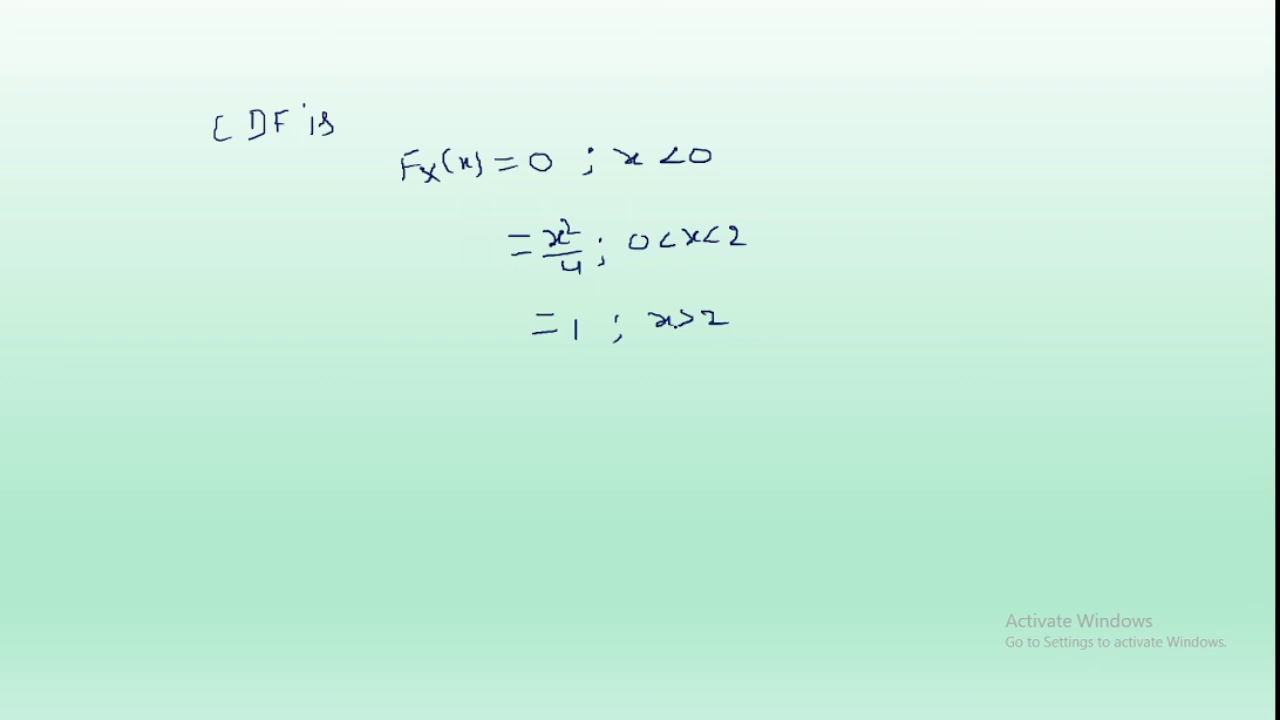 CDF is
Fx(x) = 0 ; x < 0
= x²/4 ; 0 < x < 2
= 1 ; x > 2
Activate Windows
Go to Settings to activate Windows.